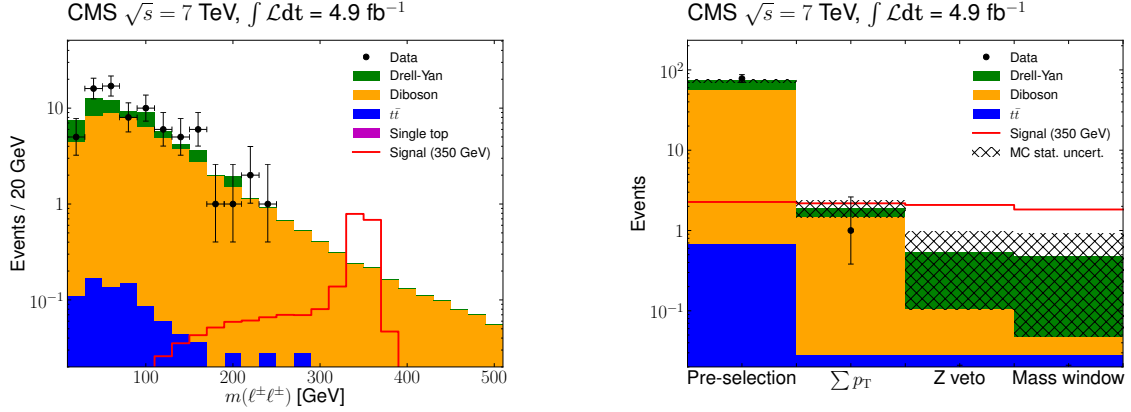 CMS √s = 7 TeV, ∫ ℒdt = 4.9 fb⁻¹
Data
Drell-Yan
Diboson
tt̄
Single top
Signal (350 GeV)
Events / 20 GeV
10
1
10⁻¹
100 200 300 400 500
m(ℓ±ℓ±) [GeV]
CMS √s = 7 TeV, ∫ ℒdt = 4.9 fb⁻¹
Data
Drell-Yan
Diboson
tt̄
Signal (350 GeV)
MC stat. uncert.
Events
10²
10
1
10⁻¹
Pre-selection ∑ p_T Z veto Mass window